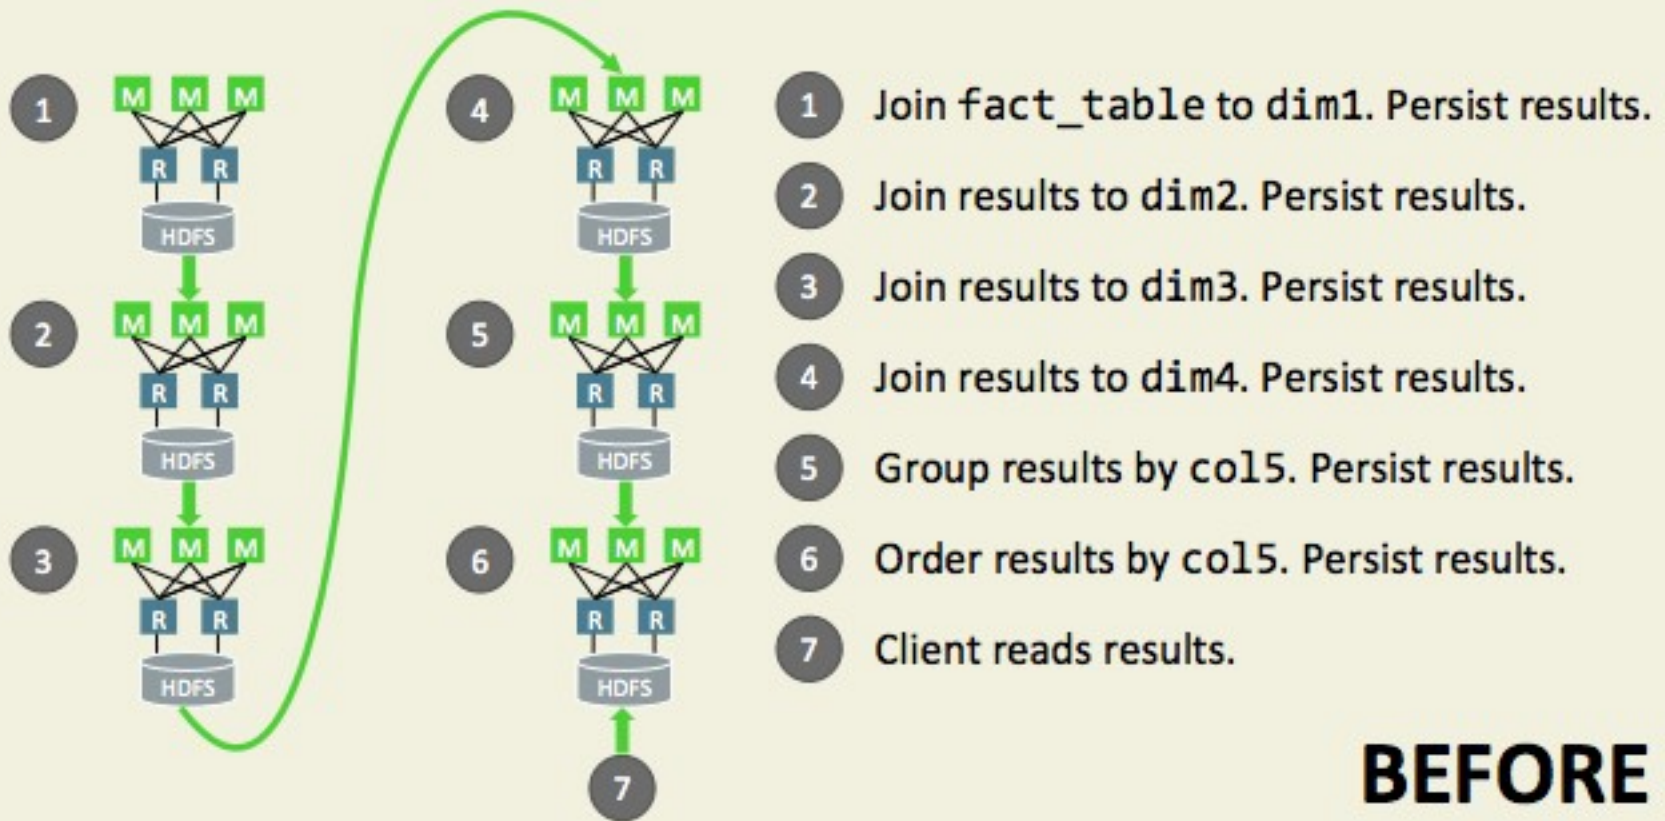 1
M M M
R R
HDFS
2
M M M
R R
HDFS
3
M M M
R R
HDFS
4
M M M
R R
HDFS
5
M M M
R R
HDFS
6
M M M
R R
HDFS
7
1 Join fact_table to dim1. Persist results.
2 Join results to dim2. Persist results.
3 Join results to dim3. Persist results.
4 Join results to dim4. Persist results.
5 Group results by col5. Persist results.
6 Order results by col5. Persist results.
7 Client reads results.
BEFORE